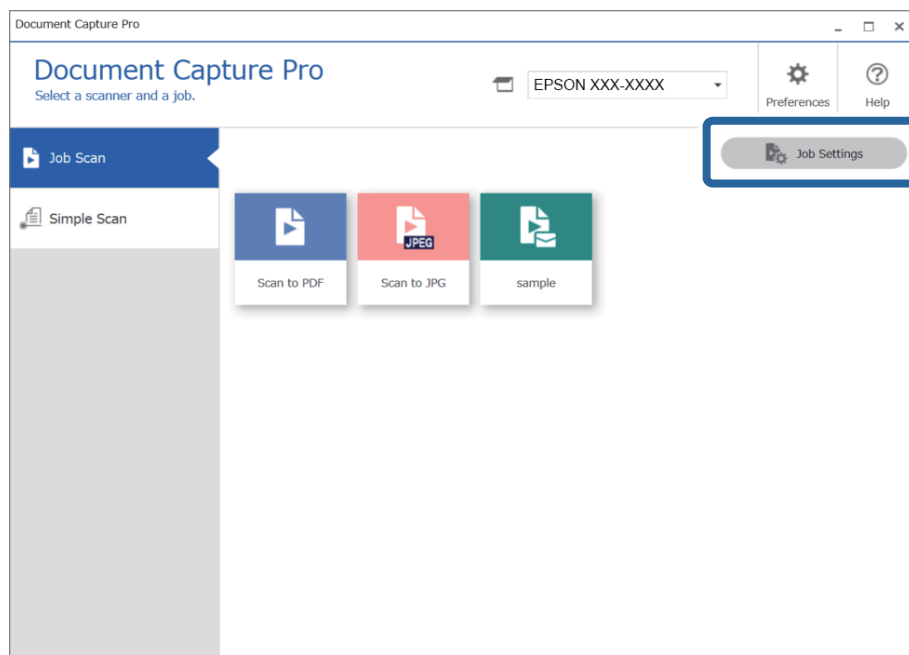 Document Capture Pro
Document Capture Pro
Select a scanner and a job.
EPSON XXX-XXXX
Preferences
Help
Job Scan
Job Settings
Simple Scan
JPEG
Scan to PDF
Scan to JPG
sample